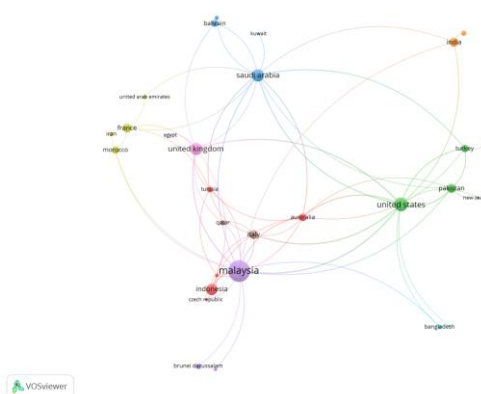 bahrain
kuwait
india
saudi arabia
united arab emirates
france
iran
egypt
morocco
united kingdom
turkey
tunisia
pakistan
united states
qatar
australia
italy
malaysia
indonesia
czech republic
bangladesh
brunei darussalam
VOSviewer